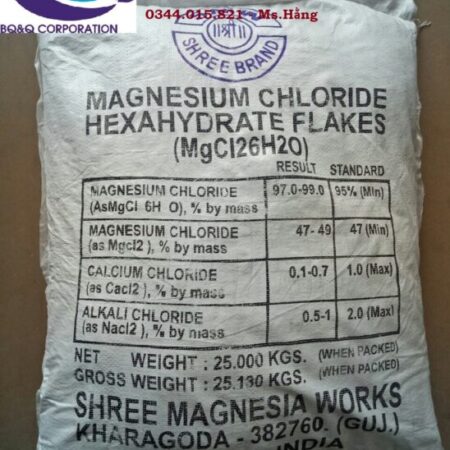 0344.015.821 - Ms.Hằng
BQ&Q CORPORATION
॥श्री॥
SHREE BRAND
MAGNESIUM CHLORIDE
HEXAHYDRATE FLAKES
(MgCl26H2O)
RESULT STANDARD
MAGNESIUM CHLORIDE (AsMgCl 6H O), % by mass 97.0-99.0 95% (Min)
MAGNESIUM CHLORIDE (as Mgcl2 ), % by mass 47- 49 47 (Min)
CALCIUM CHLORIDE (as Cacl2 ), % by mass 0.1-0.7 1.0 (Max)
ALKALI CHLORIDE (as Nacl2 ), % by mass 0.5-1 2.0 (Max)
NET WEIGHT : 25.000 KGS. (WHEN PACKED)
GROSS WEIGHT : 25.130 KGS. (WHEN PACKED)
SHREE MAGNESIA WORKS
KHARAGODA - 382760. (GUJ.)
INDIA